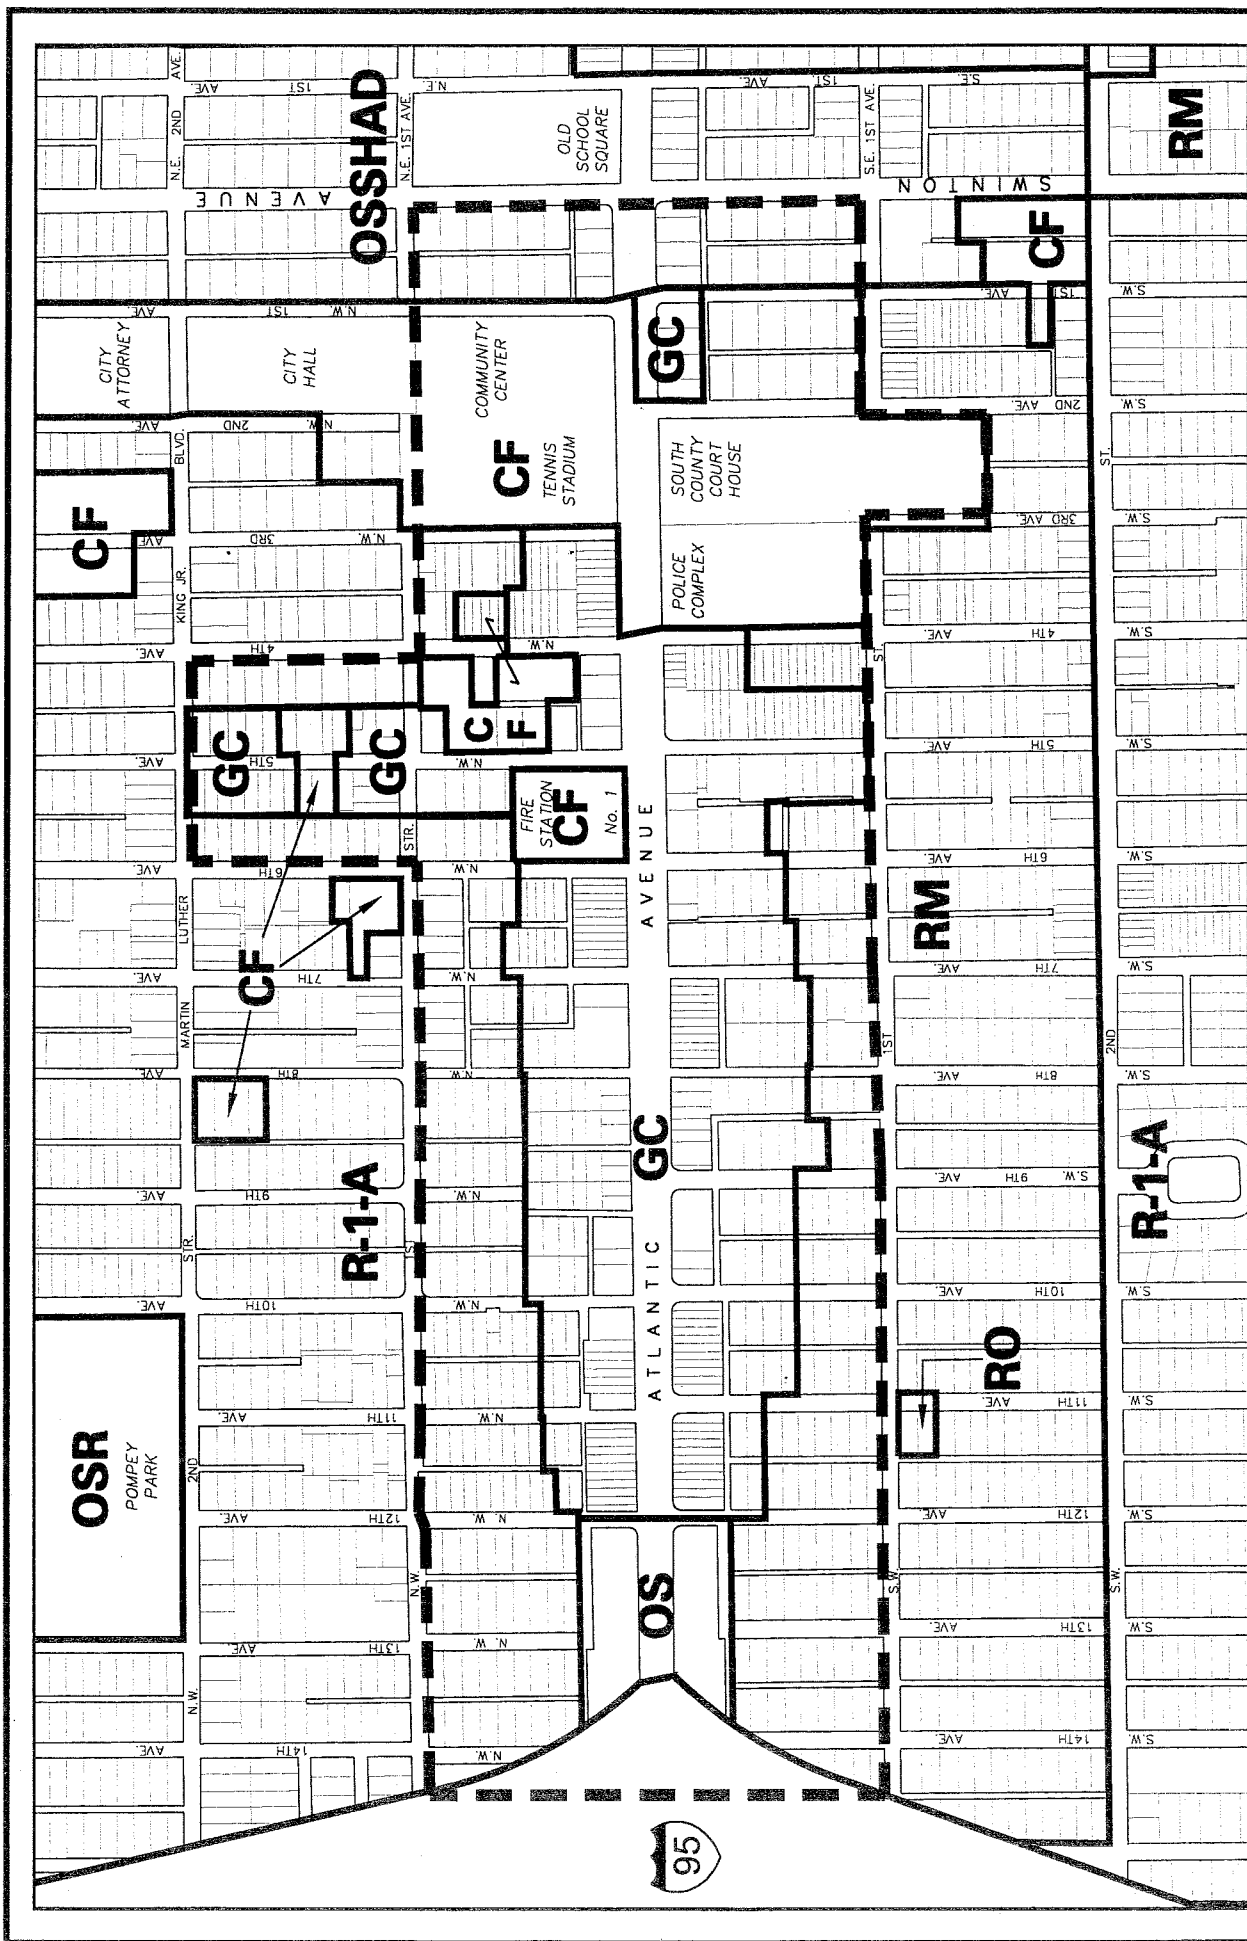 OSR
POMPEY
PARK
CF
CITY
ATTORNEY
AVE.
AVE.
AVE.
AVE
AVE.
AVE.
AVE.
AVE.
AVE
AVE.
AVE.
N.W.
2ND
STR.
MARTIN
LUTHER
KING JR.
BLVD.
N.E. 2ND
AVE.
14TH
13TH AVE.
12TH AVE.
11TH AVE.
10TH
9TH
8TH
7TH
6TH
5TH
4TH
N.W. 3RD
N.W. 2ND
N.W. 1ST
1ST AVE.
AVENUE
CF
GC
GC
CITY
HALL
R-1-A
OSSHAD
N.W.
1ST
STR.
N.E. 1ST AVE.
N.E.
N.W.
N.W.
N.W.
N.W.
N.W.
N.W.
N.W.
N.W.
N.W.
N.W.
N.W.
C
F
CF
COMMUNITY
CENTER
TENNIS
STADIUM
FIRE
STATION
No. 1
CF
OLD
SCHOOL
SQUARE
95
OS
ATLANTIC
AVENUE
GC
GC
POLICE
COMPLEX
SOUTH
COUNTY
COURT
HOUSE
S.W.
1ST
ST.
S.E. 1ST AVE.
1ST AVE.
S.E.
SWINTON
RM
RO
CF
14TH AVE.
13TH AVE.
12TH AVE.
11TH AVE.
10TH AVE.
S.W. 9TH AVE.
8TH AVE.
7TH AVE.
6TH AVE.
5TH AVE.
4TH AVE.
3RD AVE.
2ND AVE.
1ST AVE.
S.W.
2ND
ST.
S.W.
S.W.
S.W.
S.W.
S.W.
S.W.
S.W.
S.W.
S.W.
S.W.
S.W.
S.W.
S.W.
R-1-A
RM